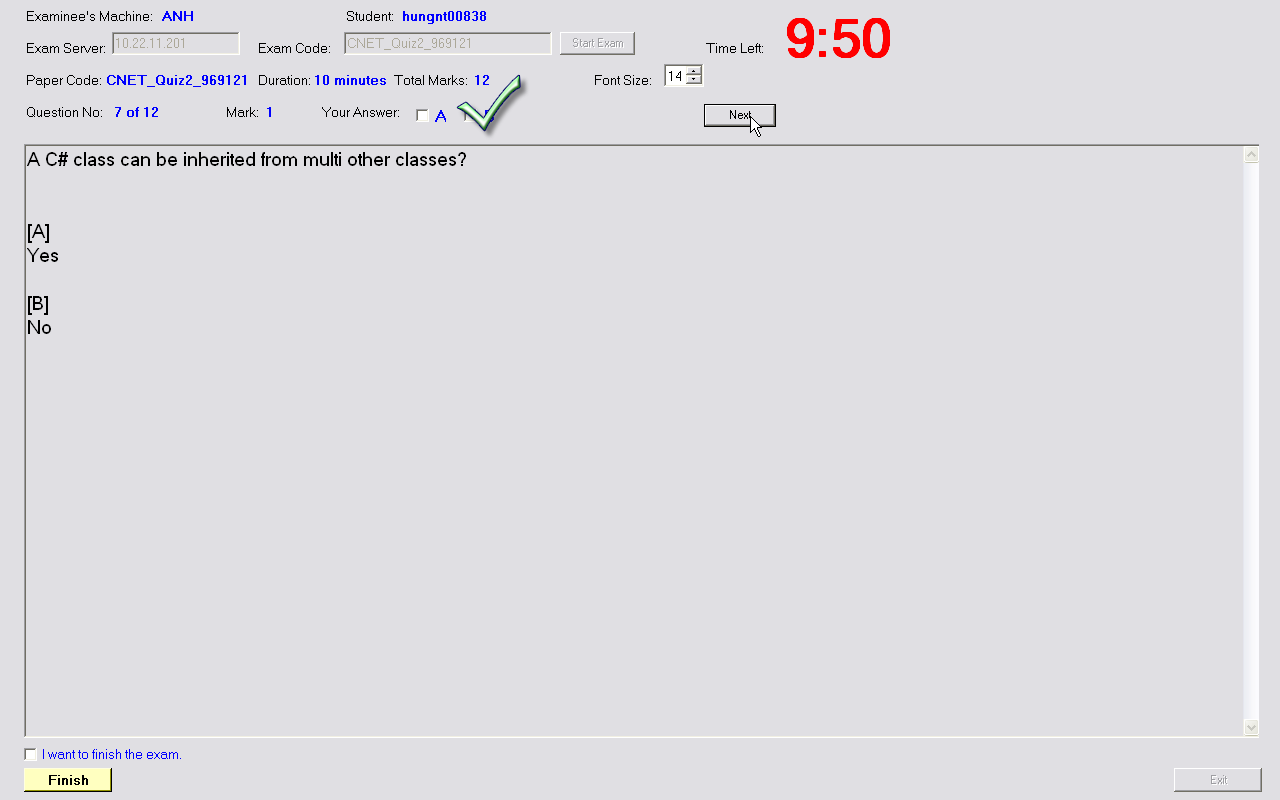 Examinee's Machine: ANH Student: hungnt00838
Exam Server: 10.22.11.201 Exam Code: CNET_Quiz2_969121 Start Exam Time Left: 9:50
Paper Code: CNET_Quiz2_969121 Duration: 10 minutes Total Marks: 12 Font Size: 14
Question No: 7 of 12 Mark: 1 Your Answer: A Next
A C# class can be inherited from multi other classes?
[A]
Yes
[B]
No
I want to finish the exam.
Finish Exit